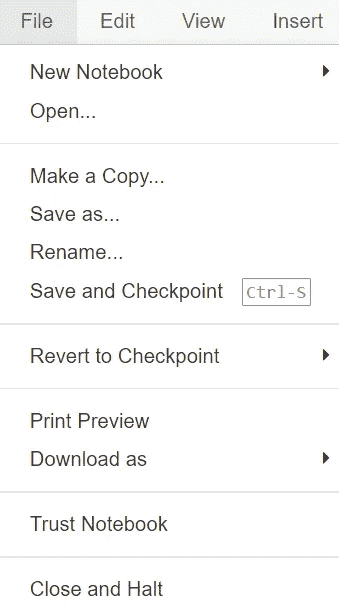 File Edit View Insert
New Notebook
Open...
Make a Copy...
Save as...
Rename...
Save and Checkpoint Ctrl-S
Revert to Checkpoint
Print Preview
Download as
Trust Notebook
Close and Halt